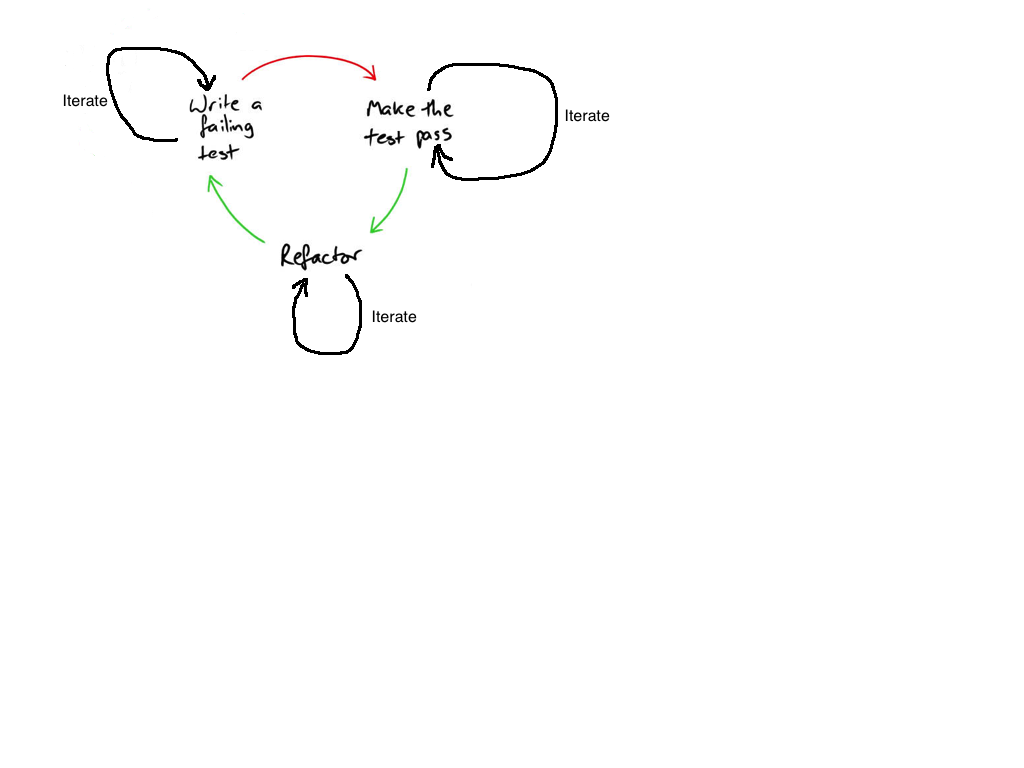 Iterate
Write a
failing
test
Make the
test pass
Iterate
Refactor
Iterate